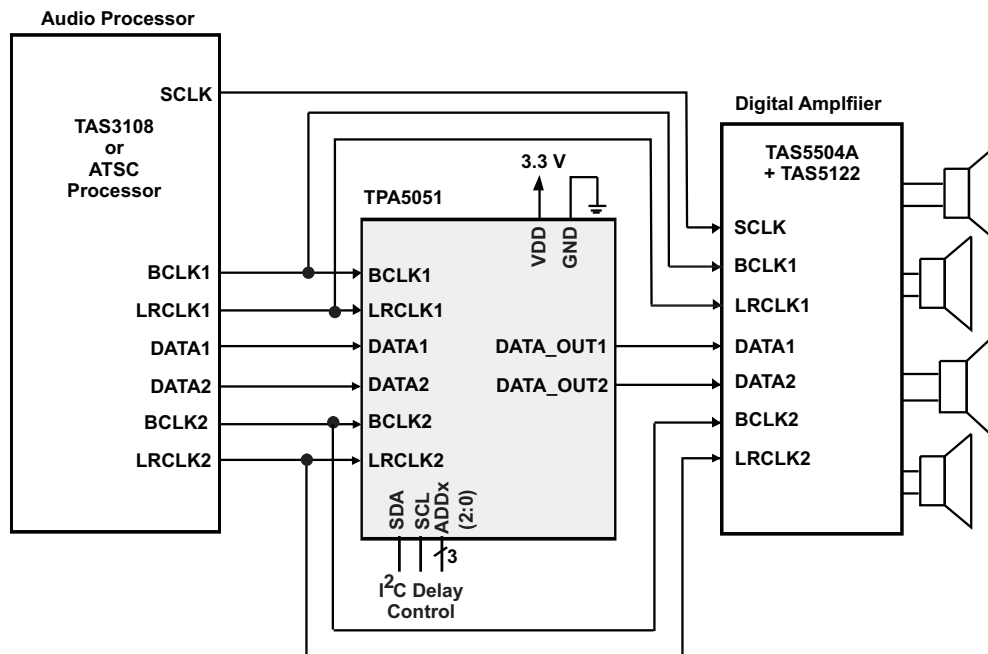 Audio Processor
SCLK
TAS3108
or
ATSC
Processor
BCLK1
LRCLK1
DATA1
DATA2
BCLK2
LRCLK2
TPA5051
3.3 V
VDD
GND
BCLK1
LRCLK1
DATA1
DATA2
BCLK2
LRCLK2
DATA_OUT1
DATA_OUT2
SDA
SCL
ADDx
(2:0)
3
I2C Delay
Control
Digital Amplfiier
TAS5504A
+ TAS5122
SCLK
BCLK1
LRCLK1
DATA1
DATA2
BCLK2
LRCLK2